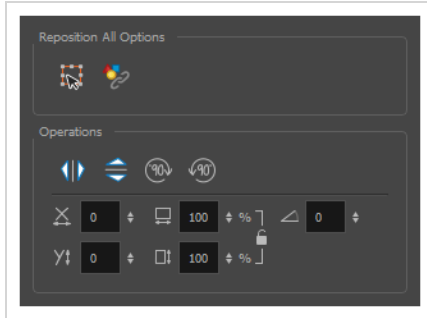 Reposition All Options
Operations
90 90
X 0 100 % 0
Y 0 100 %